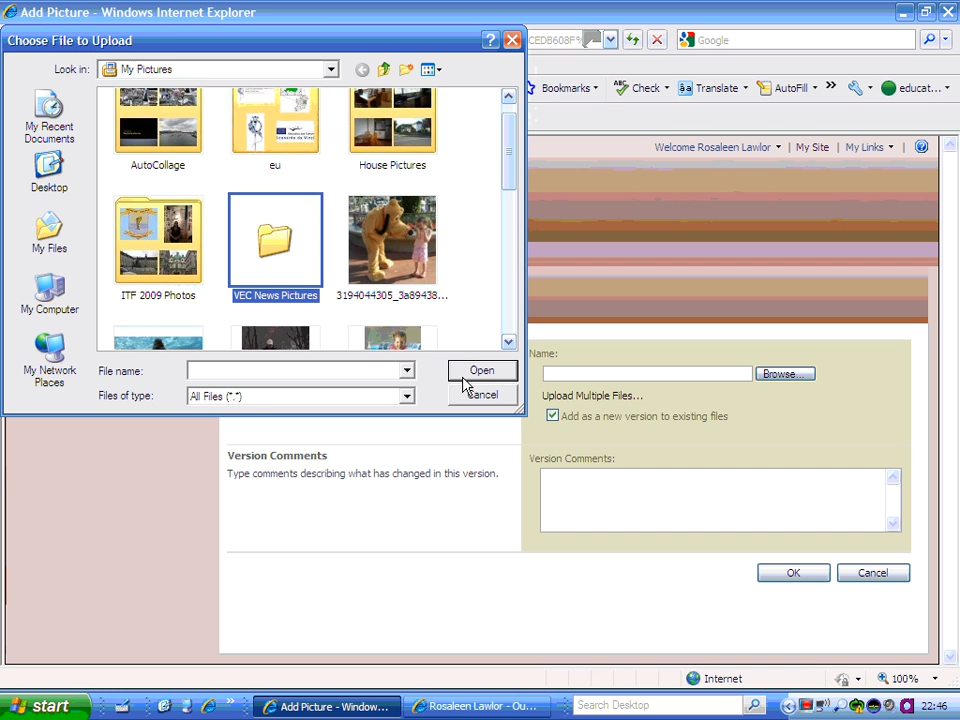 Add Picture - Windows Internet Explorer
Choose File to Upload
Look in:
My Pictures
My Recent Documents
Desktop
My Files
My Computer
My Network Places
AutoCollage
eu
House Pictures
ITF 2009 Photos
VEC News Pictures
3194044305_3a89438...
File name:
Open
Files of type:
All Files (*.*)
Cancel
CEDB608F%
Google
Bookmarks
Check
Translate
AutoFill
educat...
Welcome Rosaleen Lawlor
My Site
My Links
Name:
Browse...
Upload Multiple Files...
Add as a new version to existing files
Version Comments
Type comments describing what has changed in this version.
Version Comments:
OK
Cancel
Internet
100%
start
Add Picture - Window...
Rosaleen Lawlor - Ou...
Search Desktop
22:46